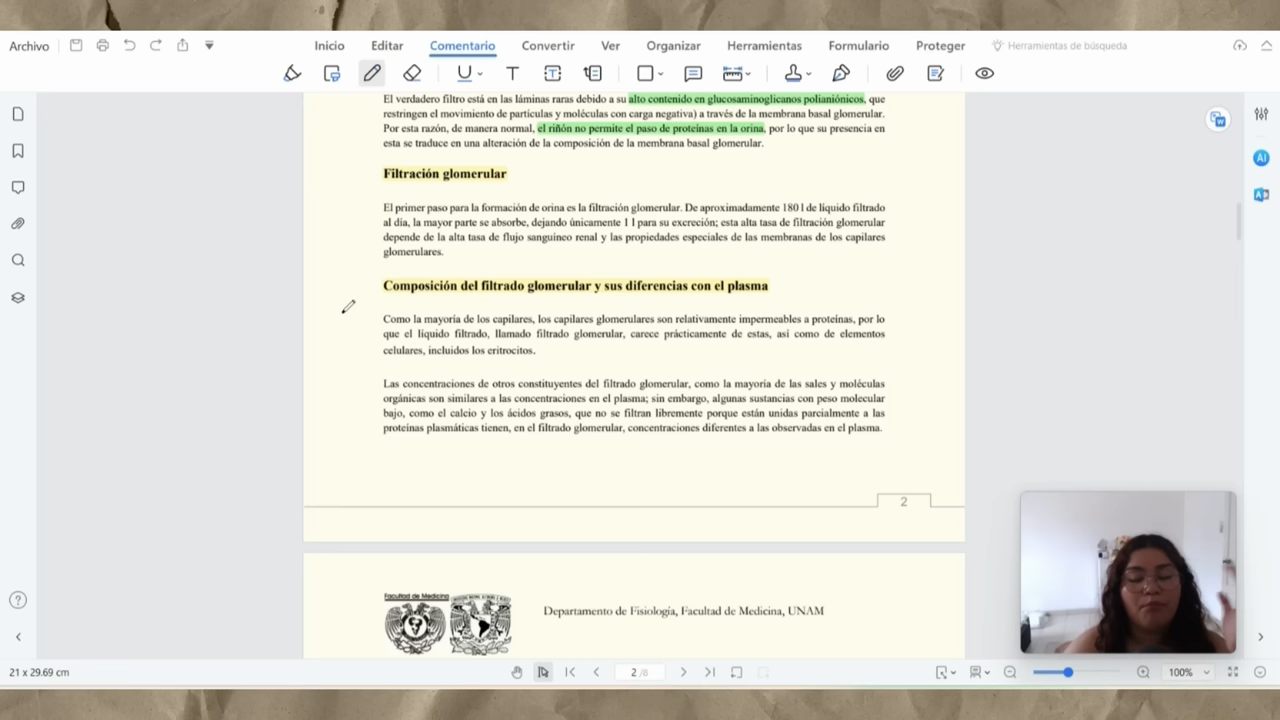 Archivo
Inicio Editar Comentario Convertir Ver Organizar Herramientas Formulario Proteger Herramientas de búsqueda
El verdadero filtro está en las láminas raras debido a su alto contenido en glucosaminoglicanos polianiónicos, que
restringen el movimiento de partículas y moléculas con carga negativa) a través de la membrana basal glomerular.
Por esta razón, de manera normal, el riñón no permite el paso de proteínas en la orina, por lo que su presencia en
esta se traduce en una alteración de la composición de la membrana basal glomerular.
Filtración glomerular
El primer paso para la formación de orina es la filtración glomerular. De aproximadamente 180 l de líquido filtrado
al día, la mayor parte se absorbe, dejando únicamente 1 l para su excreción; esta alta tasa de filtración glomerular
depende de la alta tasa de flujo sanguíneo renal y las propiedades especiales de las membranas de los capilares
glomerulares.
Composición del filtrado glomerular y sus diferencias con el plasma
Como la mayoría de los capilares, los capilares glomerulares son relativamente impermeables a proteínas, por lo
que el líquido filtrado, llamado filtrado glomerular, carece prácticamente de estas, así como de elementos
celulares, incluidos los eritrocitos.
Las concentraciones de otros constituyentes del filtrado glomerular, como la mayoría de las sales y moléculas
orgánicas son similares a las concentraciones en el plasma; sin embargo, algunas sustancias con peso molecular
bajo, como el calcio y los ácidos grasos, que no se filtran libremente porque están unidas parcialmente a las
proteínas plasmáticas tienen, en el filtrado glomerular, concentraciones diferentes a las observadas en el plasma.
2
Facultad de Medicina
Departamento de Fisiología, Facultad de Medicina, UNAM
21 x 29.69 cm
2 /8
100%
AI